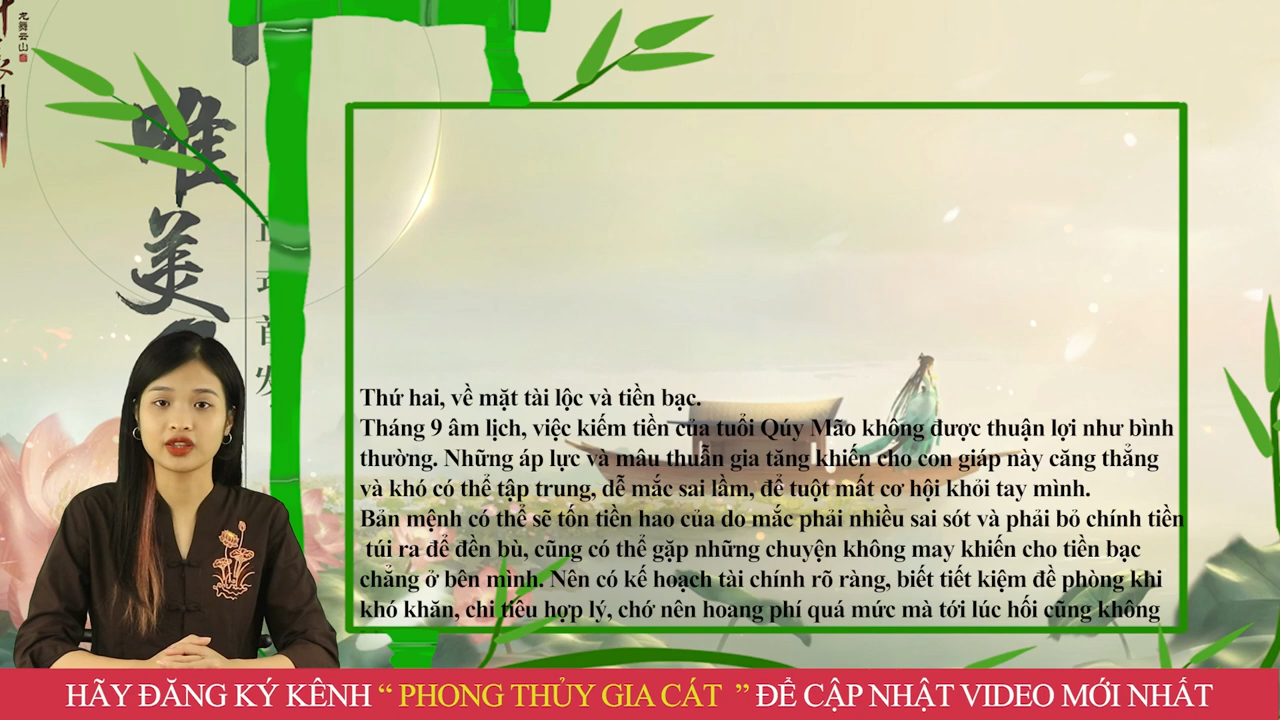 龙舞云山
唯
美
Thứ hai, về mặt tài lộc và tiền bạc.
Tháng 9 âm lịch, việc kiếm tiền của tuổi Qúy Mão không được thuận lợi như bình
thường. Những áp lực và mâu thuẫn gia tăng khiến cho con giáp này căng thẳng
và khó có thể tập trung, dễ mắc sai lầm, để tuột mất cơ hội khỏi tay mình.
Bản mệnh có thể sẽ tốn tiền hao của do mắc phải nhiều sai sót và phải bỏ chính tiền
túi ra để đền bù, cũng có thể gặp những chuyện không may khiến cho tiền bạc
chẳng ở bên mình. Nên có kế hoạch tài chính rõ ràng, biết tiết kiệm đề phòng khi
khó khăn, chi tiêu hợp lý, chớ nên hoang phí quá mức mà tới lúc hối cũng không
HÃY ĐĂNG KÝ KÊNH “ PHONG THỦY GIA CÁT ” ĐỂ CẬP NHẬT VIDEO MỚI NHẤT